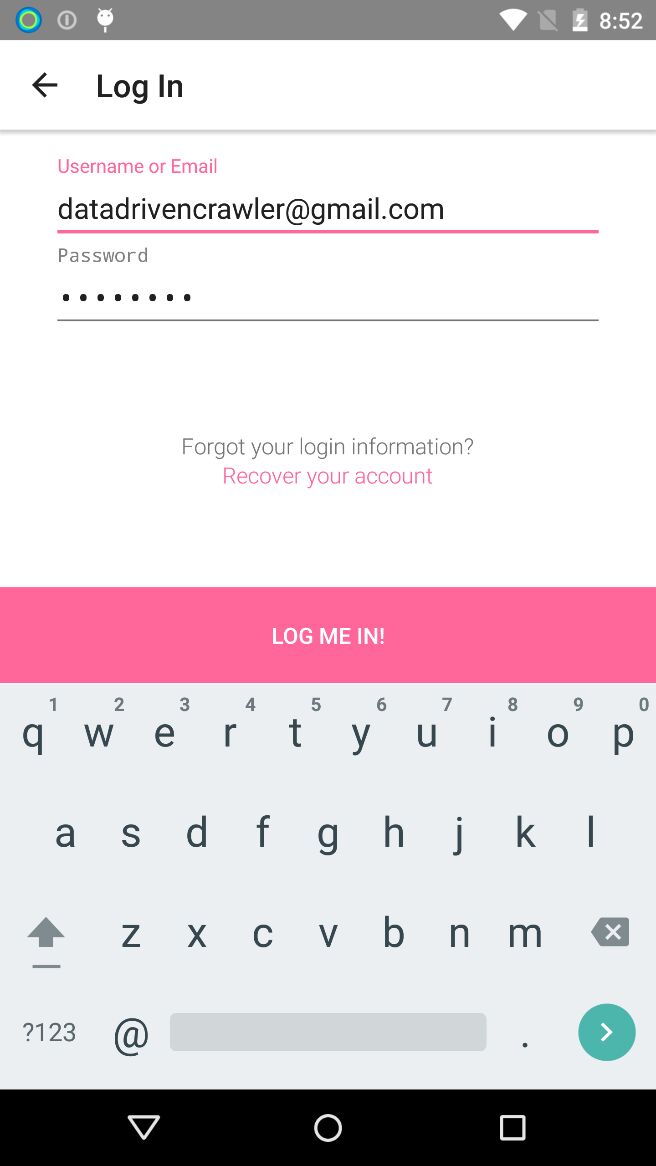 8:52
Log In
Username or Email
datadrivencrawler@gmail.com
Password
••••••••
Forgot your login information?
Recover your account
LOG ME IN!
1 2 3 4 5 6 7 8 9 0
q w e r t y u i o p
a s d f g h j k l
z x c v b n m
?123 @ .